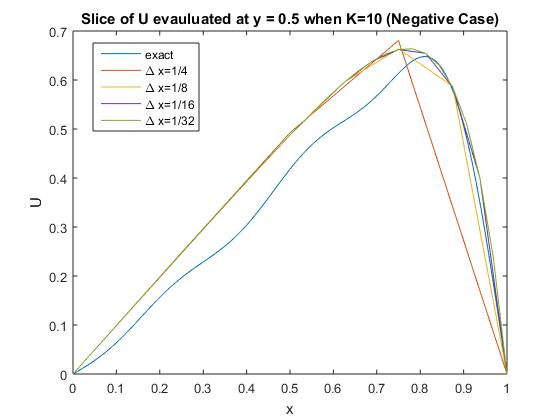 Slice of U evauluated at y = 0.5 when K=10 (Negative Case)
exact
Δ x=1/4
Δ x=1/8
Δ x=1/16
Δ x=1/32
U
0.7
0.6
0.5
0.4
0.3
0.2
0.1
0
0 0.1 0.2 0.3 0.4 0.5 0.6 0.7 0.8 0.9 1
x